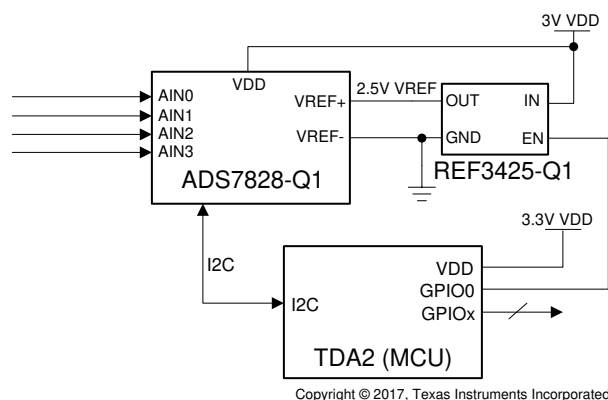 3V VDD
VDD
AIN0
AIN1
AIN2
AIN3
VREF+
VREF-
ADS7828-Q1
2.5V VREF
OUT
IN
GND
EN
REF3425-Q1
I2C
3.3V VDD
VDD
I2C
GPIO0
GPIOx
TDA2 (MCU)
Copyright © 2017, Texas Instruments Incorporated